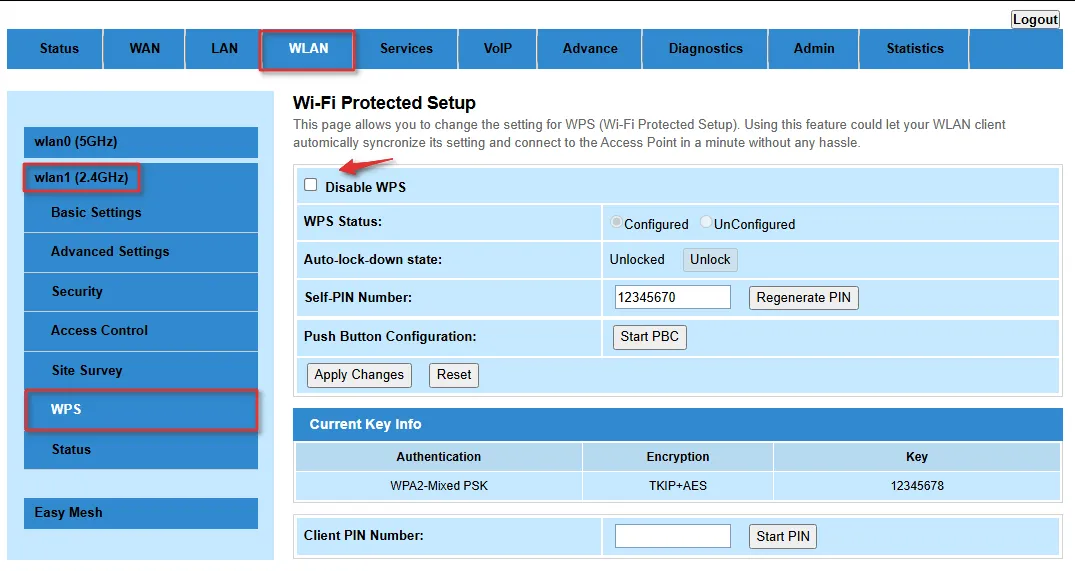 Logout
Status WAN LAN WLAN Services VoIP Advance Diagnostics Admin Statistics
wlan0 (5GHz)
wlan1 (2.4GHz)
Basic Settings
Advanced Settings
Security
Access Control
Site Survey
WPS
Status
Easy Mesh
Wi-Fi Protected Setup
This page allows you to change the setting for WPS (Wi-Fi Protected Setup). Using this feature could let your WLAN client
automically syncronize its setting and connect to the Access Point in a minute without any hassle.
Disable WPS
WPS Status: Configured UnConfigured
Auto-lock-down state: Unlocked Unlock
Self-PIN Number: 12345670 Regenerate PIN
Push Button Configuration: Start PBC
Apply Changes Reset
Current Key Info
Authentication Encryption Key
WPA2-Mixed PSK TKIP+AES 12345678
Client PIN Number: Start PIN